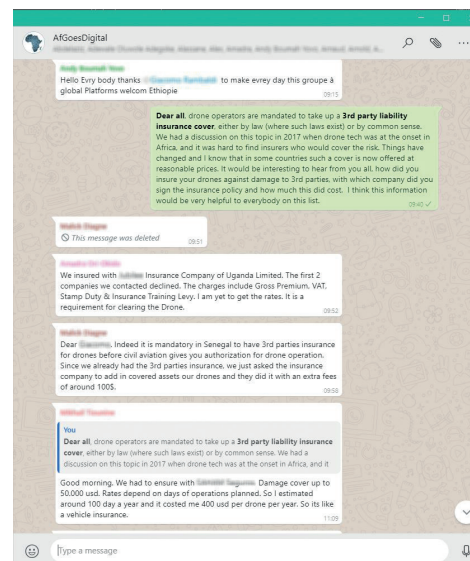 AfGoesDigital
Hello Evry body thanks to make evrey day this groupe à
global Platforms welcom Ethiopie
09:15
Dear all, drone operators are mandated to take up a 3rd party liability
insurance cover, either by law (where such laws exist) or by common sense.
We had a discussion on this topic in 2017 when drone tech was at the onset in
Africa, and it was hard to find insurers who would cover the risk. Things have
changed and I know that in some countries such a cover is now offered at
reasonable prices. It would be interesting to hear from you all, how did you
insure your drones against damage to 3rd parties, with which company did you
sign the insurance policy and how much this did cost. I think this information
would be very helpful to everybody on this list.
09:40
This message was deleted
09:51
We insured with Insurance Company of Uganda Limited. The first 2
companies we contacted declined. The charges include Gross Premium, VAT,
Stamp Duty & Insurance Training Levy. I am yet to get the rates. It is a
requirement for clearing the Drone.
09:52
Dear Indeed it is mandatory in Senegal to have 3rd parties insurance
for drones before civil aviation gives you authorization for drone operation.
Since we already had the 3rd parties insurance, we just asked the insurance
company to add in covered assets our drones and they did it with an extra fees
of around 100$.
09:56
You
Dear all, drone operators are mandated to take up a 3rd party liability insurance
cover, either by law (where such laws exist) or by common sense. We had a
discussion on this topic in 2017 when drone tech was at the onset in Africa, and it
Good morning. We had to ensure with Damage cover up to
50.000 usd. Rates depend on days of operations planned. So I estimated
around 100 day a year and it costed me 400 usd per drone per year. So its like
a vehicle insurance.
11:09
Type a message